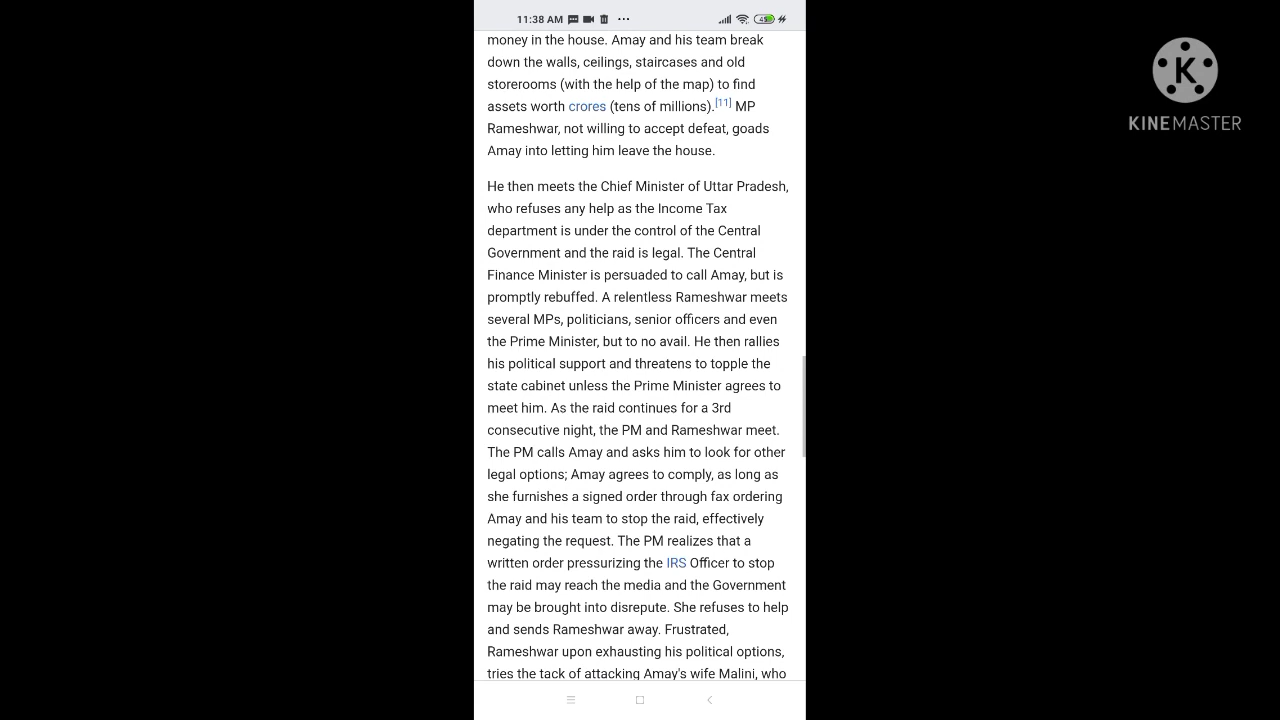 11:38 AM
45
money in the house. Amay and his team break
down the walls, ceilings, staircases and old
storerooms (with the help of the map) to find
assets worth crores (tens of millions).[11] MP
Rameshwar, not willing to accept defeat, goads
Amay into letting him leave the house.
He then meets the Chief Minister of Uttar Pradesh,
who refuses any help as the Income Tax
department is under the control of the Central
Government and the raid is legal. The Central
Finance Minister is persuaded to call Amay, but is
promptly rebuffed. A relentless Rameshwar meets
several MPs, politicians, senior officers and even
the Prime Minister, but to no avail. He then rallies
his political support and threatens to topple the
state cabinet unless the Prime Minister agrees to
meet him. As the raid continues for a 3rd
consecutive night, the PM and Rameshwar meet.
The PM calls Amay and asks him to look for other
legal options; Amay agrees to comply, as long as
she furnishes a signed order through fax ordering
Amay and his team to stop the raid, effectively
negating the request. The PM realizes that a
written order pressurizing the IRS Officer to stop
the raid may reach the media and the Government
may be brought into disrepute. She refuses to help
and sends Rameshwar away. Frustrated,
Rameshwar upon exhausting his political options,
tries the tack of attacking Amay's wife Malini, who
K
KINEMASTER